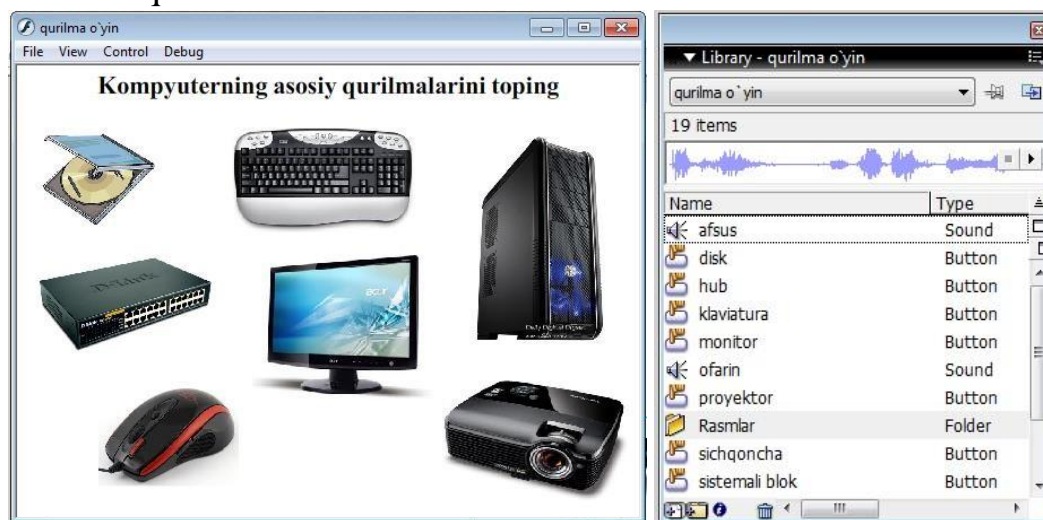 qurilma o`yin
File View Control Debug
Kompyuterning asosiy qurilmalarini toping
D-Link
acer
Library - qurilma o`yin
qurilma o`yin
19 items
Name Type
afsus Sound
disk Button
hub Button
klaviatura Button
monitor Button
ofarin Sound
proyektor Button
Rasmlar Folder
sichqoncha Button
sistemali blok Button